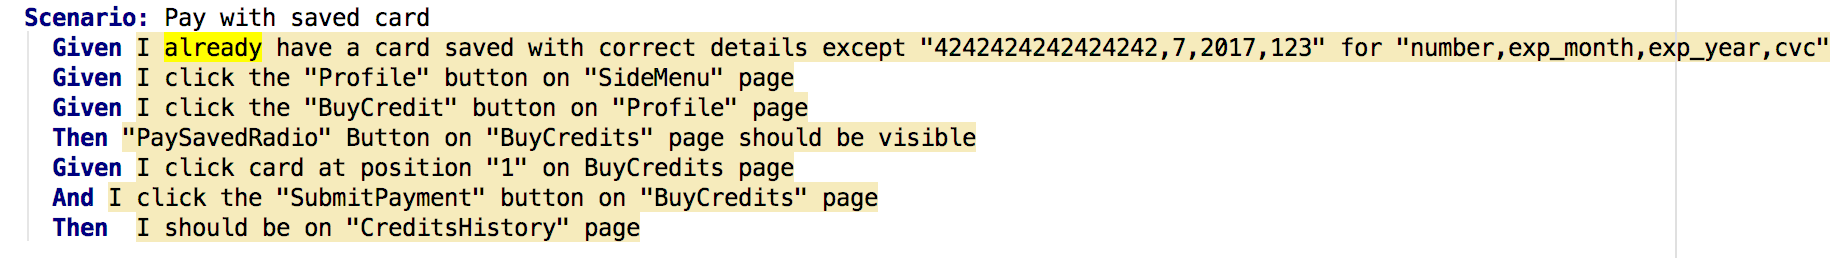 Scenario: Pay with saved card
Given I already have a card saved with correct details except "4242424242424242,7,2017,123" for "number,exp_month,exp_year,cvc"
Given I click the "Profile" button on "SideMenu" page
Given I click the "BuyCredit" button on "Profile" page
Then "PaySavedRadio" Button on "BuyCredits" page should be visible
Given I click card at position "1" on BuyCredits page
And I click the "SubmitPayment" button on "BuyCredits" page
Then I should be on "CreditsHistory" page